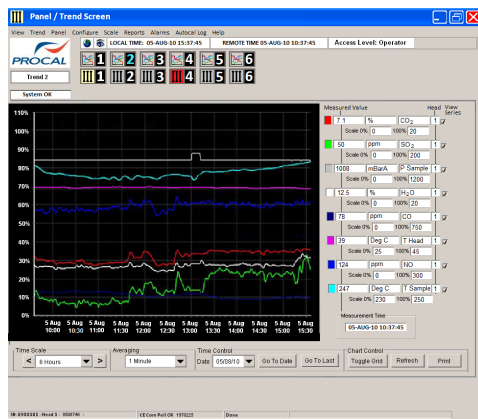 Panel / Trend Screen
View Trend Panel Configure Scale Reports Alarms Autocal Log Help
LOCAL TIME: 05-AUG-10 15:37:45 REMOTE TIME 05-AUG-10 10:37:45 Access Level: Operator
PROCAL
1 2 3 4 5 6
Trend 2
1 2 3 4 5 6
System OK
Measured Value Head View Series
110%
100%
90%
80%
70%
60%
50%
40%
30%
20%
10%
0%
7.1 % CO2 1
Scale 0% 0 100% 20
50 ppm SO2 1
Scale 0% 0 100% 200
1008 mBarA P Sample 1
Scale 0% 0 100% 1200
12.5 % H2O 1
Scale 0% 0 100% 20
78 ppm CO 1
Scale 0% 0 100% 750
39 Deg C T Head 1
Scale 0% 25 100% 45
124 ppm NO 1
Scale 0% 0 100% 300
247 Deg C T Sample 1
Scale 0% 230 100% 250
5 Aug 5 Aug 5 Aug 5 Aug 5 Aug 5 Aug 5 Aug 5 Aug 5 Aug 5 Aug 5 Aug 5 Aug
10:00 10:30 11:00 11:30 12:00 12:30 13:00 13:30 14:00 14:30 15:00 15:30
Measurement Time
05-AUG-10 10:37:45
Time Scale Averaging Time Control Chart Control
< 6 Hours > 1 Minute Date 05/08/10 Go To Date Go To Last Toggle Grid Refresh Print
CE Com Pull OK 1970225 Done